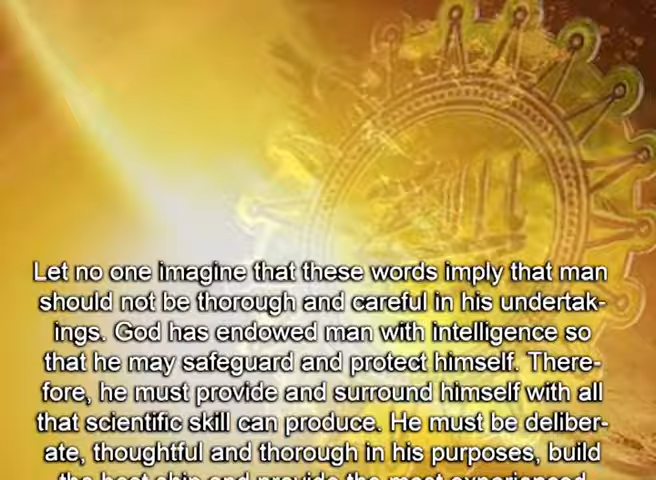 Let no one imagine that these words imply that man
should not be thorough and careful in his undertak-
ings. God has endowed man with intelligence so
that he may safeguard and protect himself. There-
fore, he must provide and surround himself with all
that scientific skill can produce. He must be deliber-
ate, thoughtful and thorough in his purposes, build
the best ship and provide the most experienced